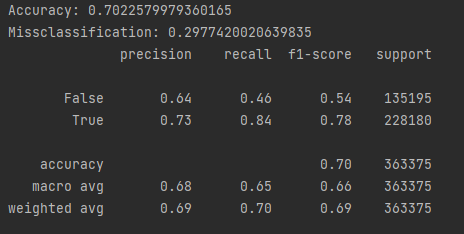 Accuracy: 0.7022579979360165
Missclassification: 0.2977420020639835
precision recall f1-score support
False 0.64 0.46 0.54 135195
True 0.73 0.84 0.78 228180
accuracy 0.70 363375
macro avg 0.68 0.65 0.66 363375
weighted avg 0.69 0.70 0.69 363375